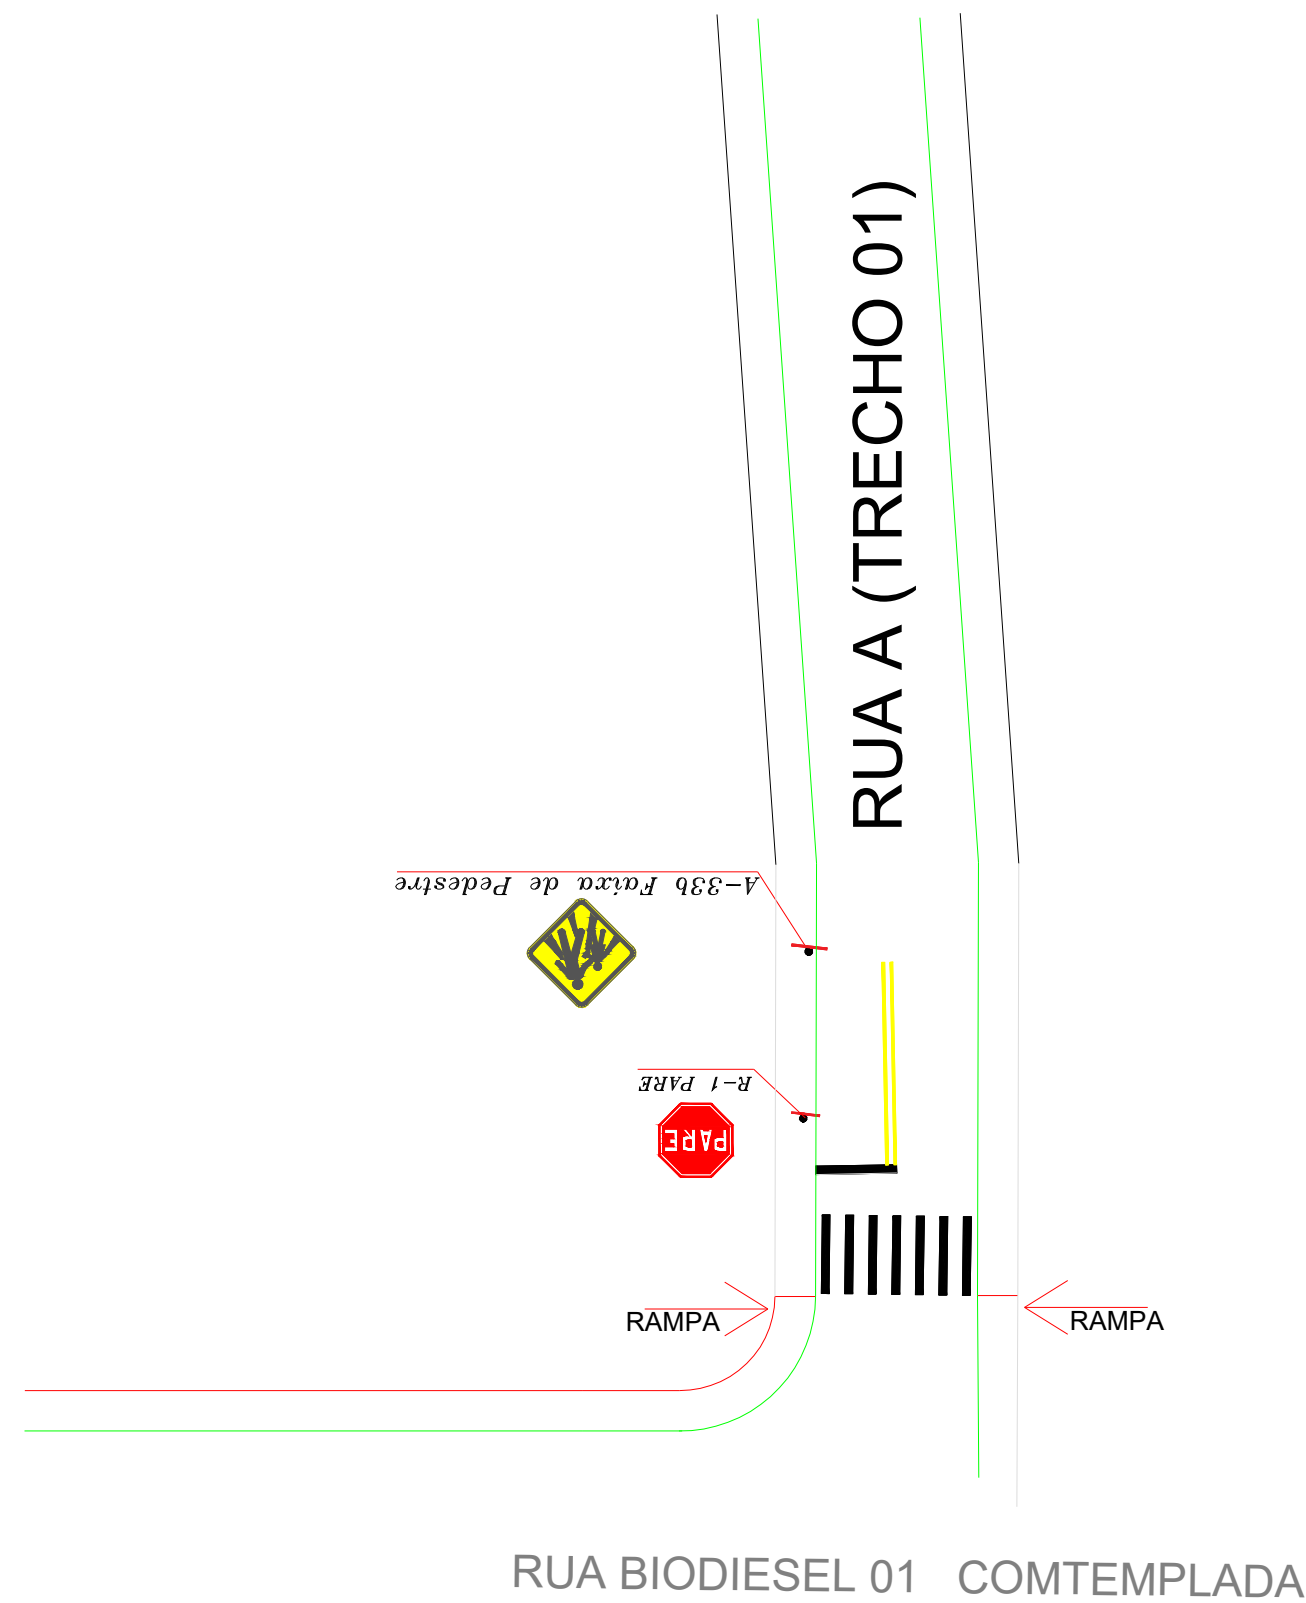 RUA A (TRECHO 01)
A-33b Faixa de Pedestre
R-1 PARE
PARE
RAMPA
RAMPA
RUA BIODIESEL 01 COMTEMPLADA